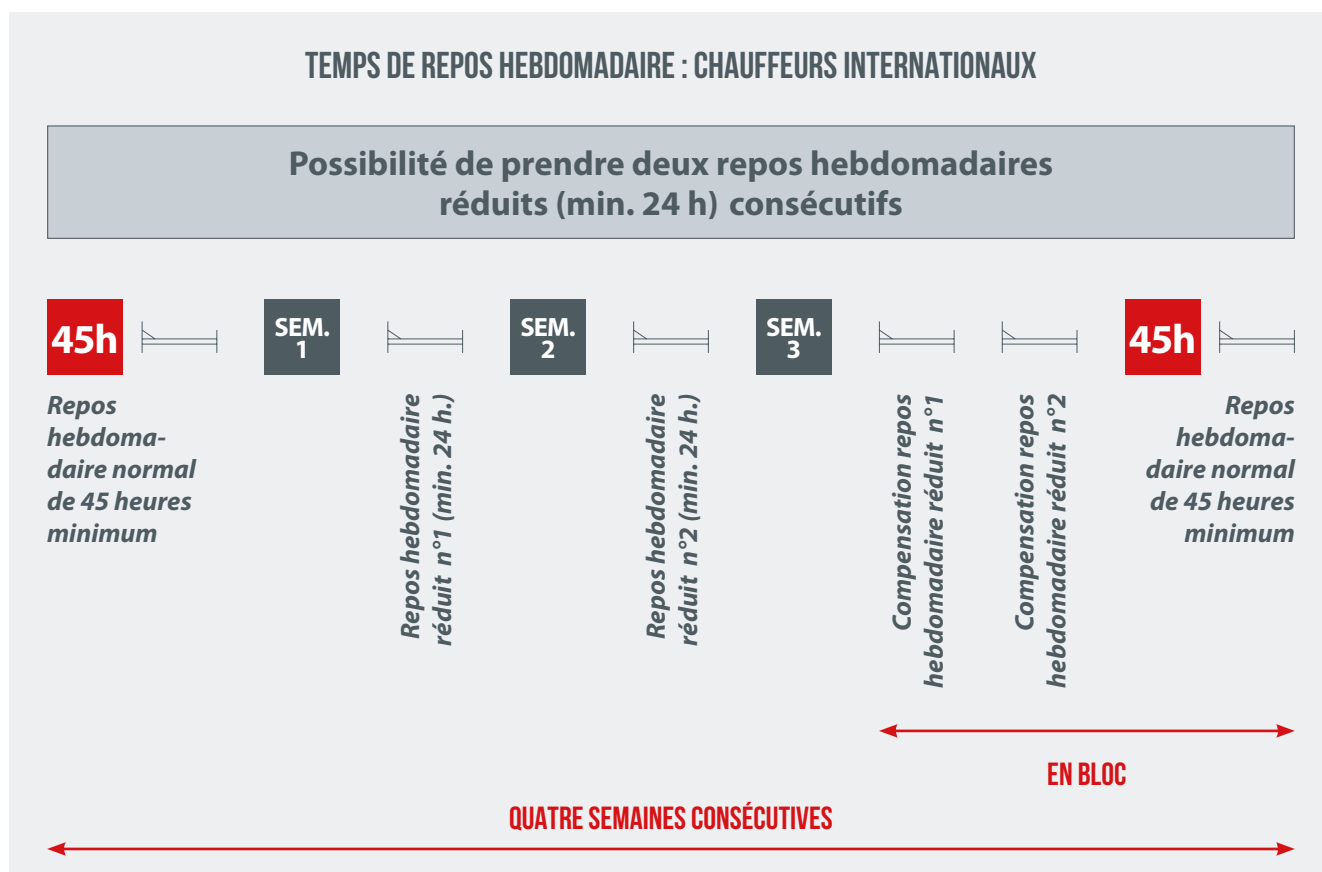 TEMPS DE REPOS HEBDOMADAIRE : CHAUFFEURS INTERNATIONAUX
Possibilité de prendre deux repos hebdomadaires
réduits (min. 24 h) consécutifs
45h
SEM.
1
SEM.
2
SEM.
3
45h
Repos
hebdoma-
daire normal
de 45 heures
minimum
Repos hebdomadaire
réduit n°1 (min. 24 h.)
Repos hebdomadaire
réduit n°2 (min. 24 h.)
Compensation repos
hebdomadaire réduit n°1
Compensation repos
hebdomadaire réduit n°2
Repos
hebdoma-
daire normal
de 45 heures
minimum
EN BLOC
QUATRE SEMAINES CONSÉCUTIVES